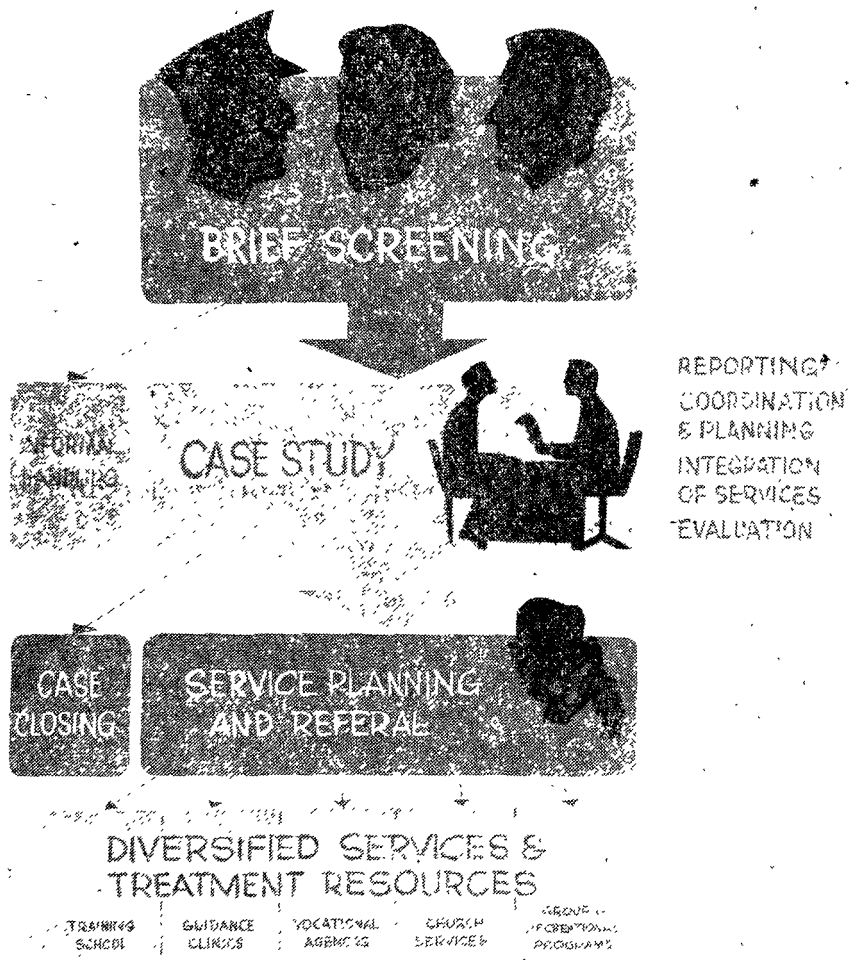 BRIEF SCREENING
CASE STUDY
REPORTING
COORDINATION
& PLANNING
INTEGRATION
OF SERVICES
EVALUATION
CASE
CLOSING
SERVICE PLANNING
AND REFERAL
DIVERSIFIED SERVICES &
TREATMENT RESOURCES
TRAINING
SCHOOL
GUIDANCE
CLINICS
VOCATIONAL
AGENCIES
CHURCH
SERVICES
GROUP
PROGRAMS